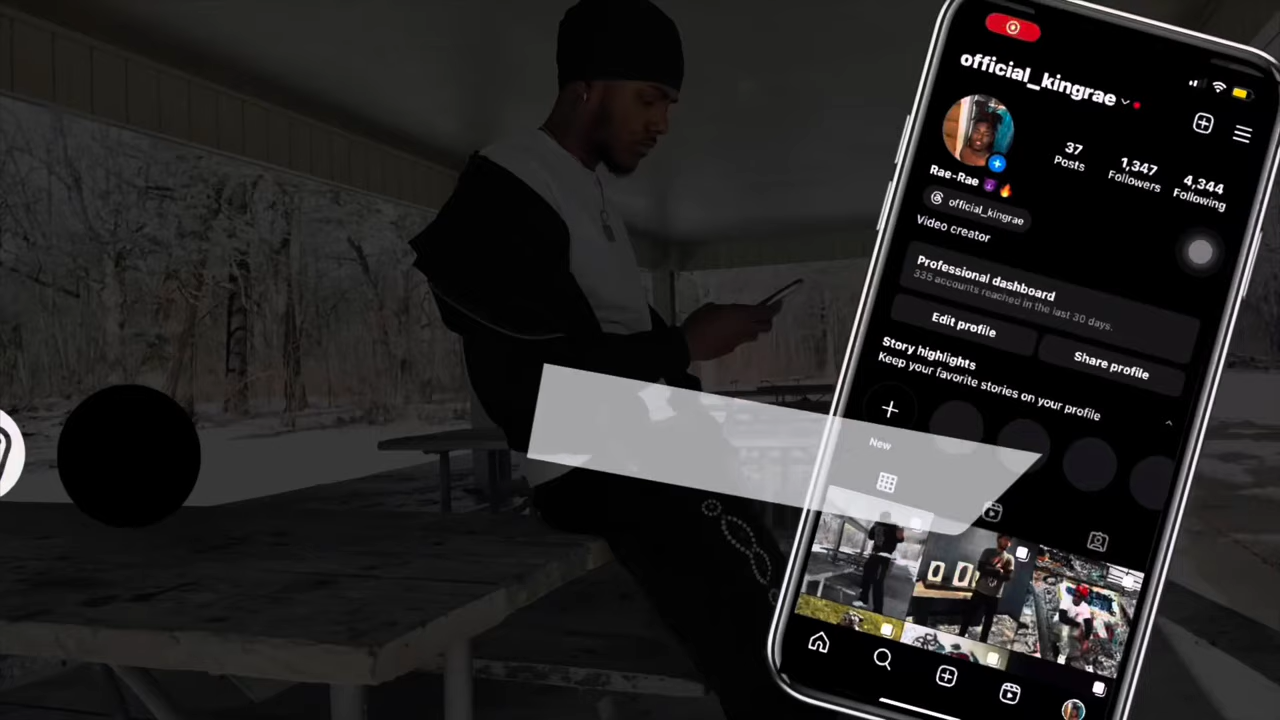 official_kingrae
37
Posts
1,347
Followers
4,344
Following
Rae-Rae 😈🔥
official_kingrae
Video creator
Professional dashboard
335 accounts reached in the last 30 days.
Edit profile
Share profile
Story highlights
Keep your favorite stories on your profile
New